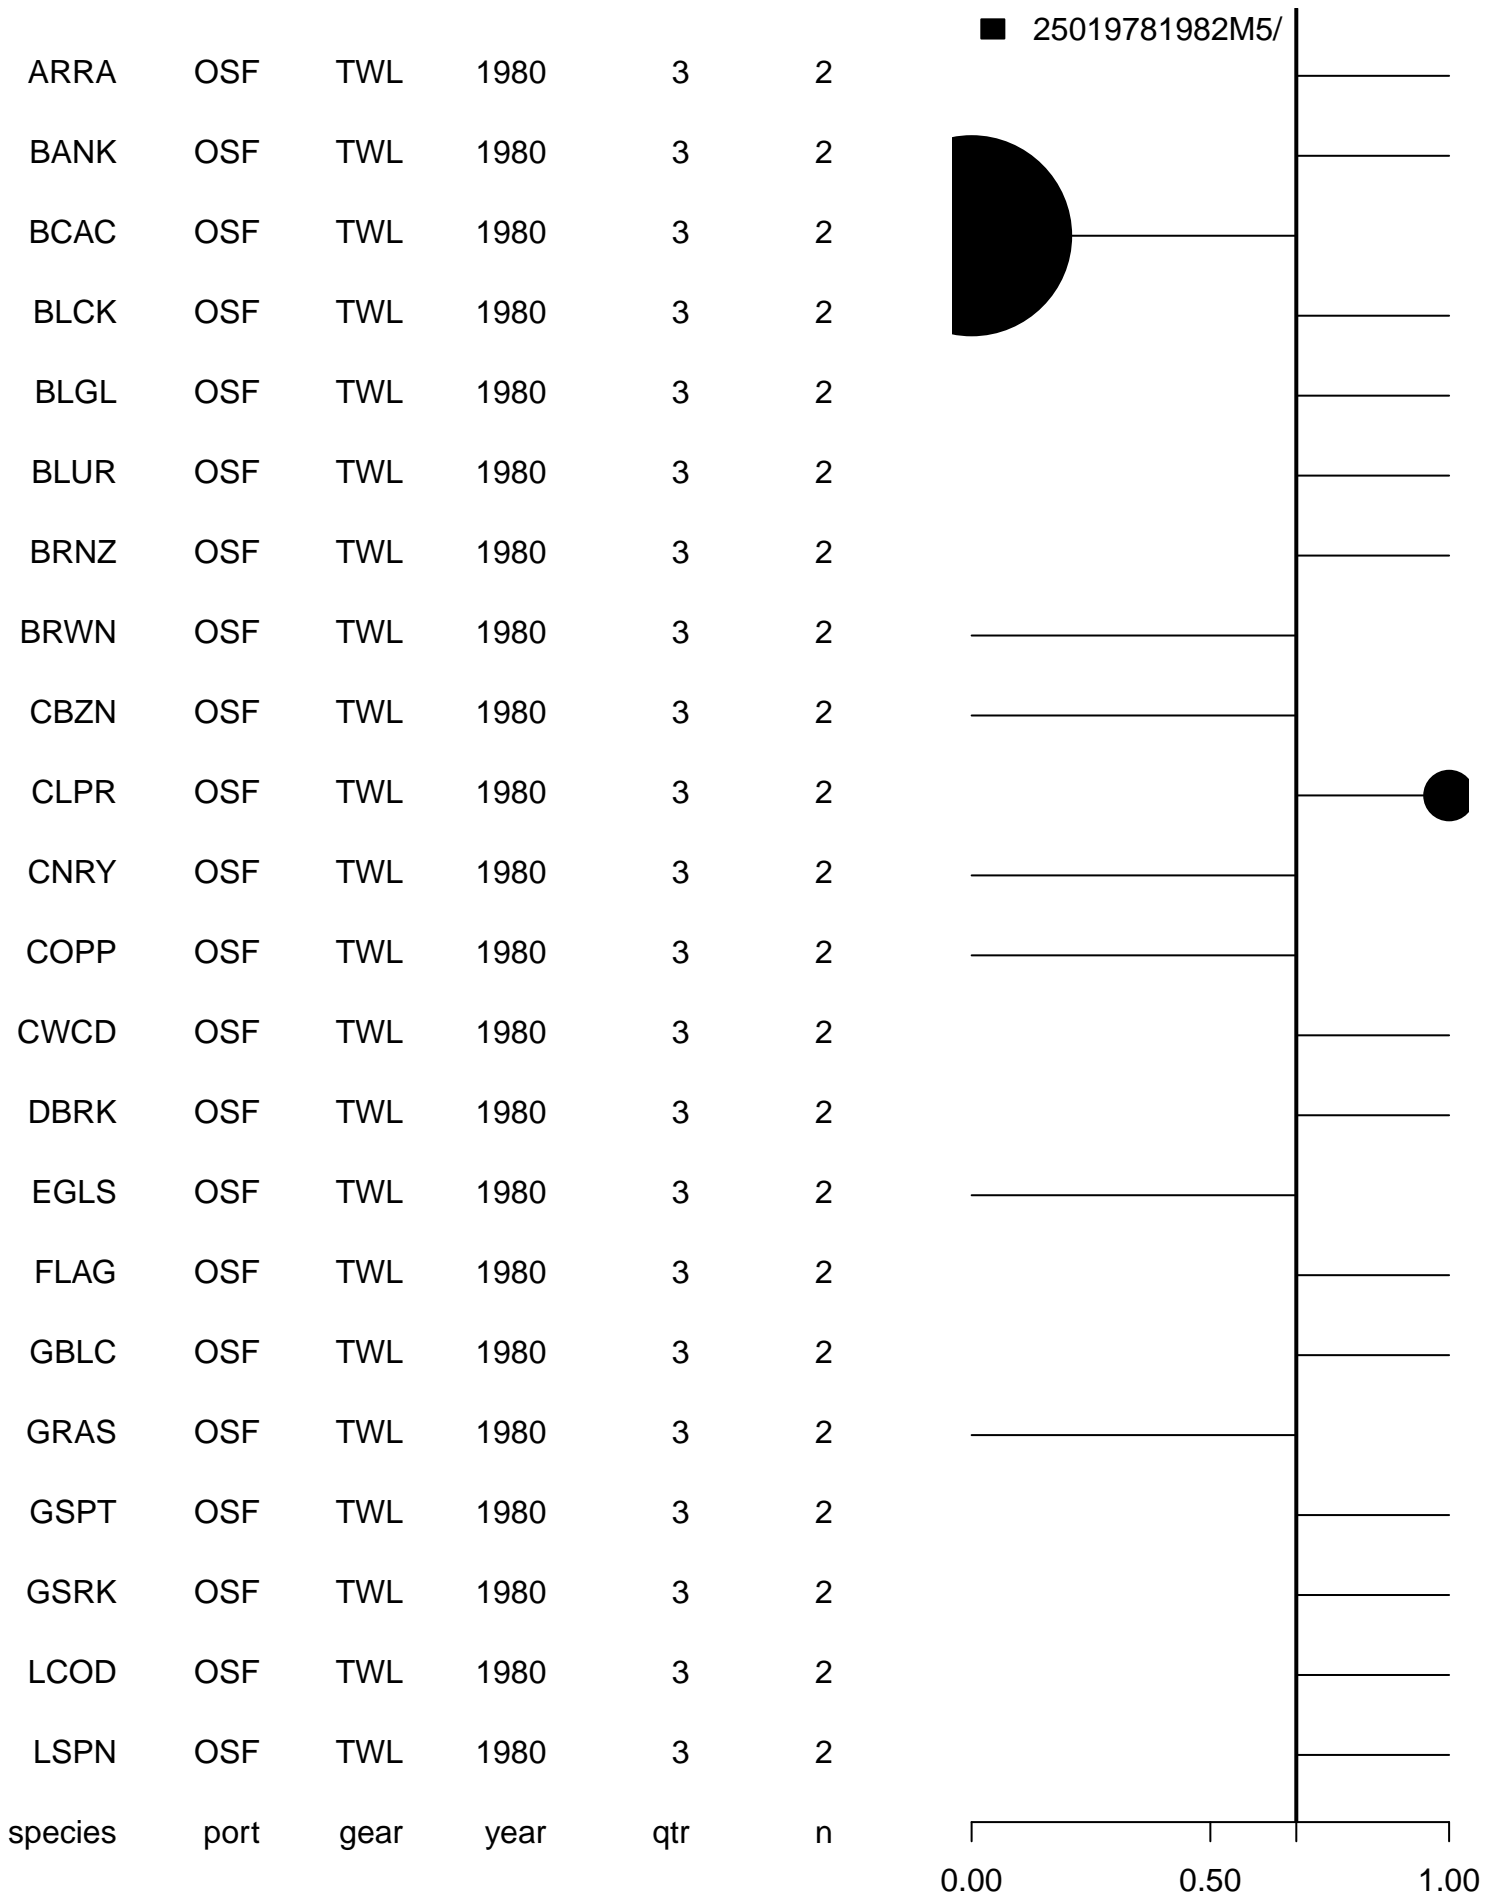 25019781982M5/
ARRA OSF TWL 1980 3 2
BANK OSF TWL 1980 3 2
BCAC OSF TWL 1980 3 2
BLCK OSF TWL 1980 3 2
BLGL OSF TWL 1980 3 2
BLUR OSF TWL 1980 3 2
BRNZ OSF TWL 1980 3 2
BRWN OSF TWL 1980 3 2
CBZN OSF TWL 1980 3 2
CLPR OSF TWL 1980 3 2
CNRY OSF TWL 1980 3 2
COPP OSF TWL 1980 3 2
CWCD OSF TWL 1980 3 2
DBRK OSF TWL 1980 3 2
EGLS OSF TWL 1980 3 2
FLAG OSF TWL 1980 3 2
GBLC OSF TWL 1980 3 2
GRAS OSF TWL 1980 3 2
GSPT OSF TWL 1980 3 2
GSRK OSF TWL 1980 3 2
LCOD OSF TWL 1980 3 2
LSPN OSF TWL 1980 3 2
species port gear year qtr n
0.00 0.50 1.00